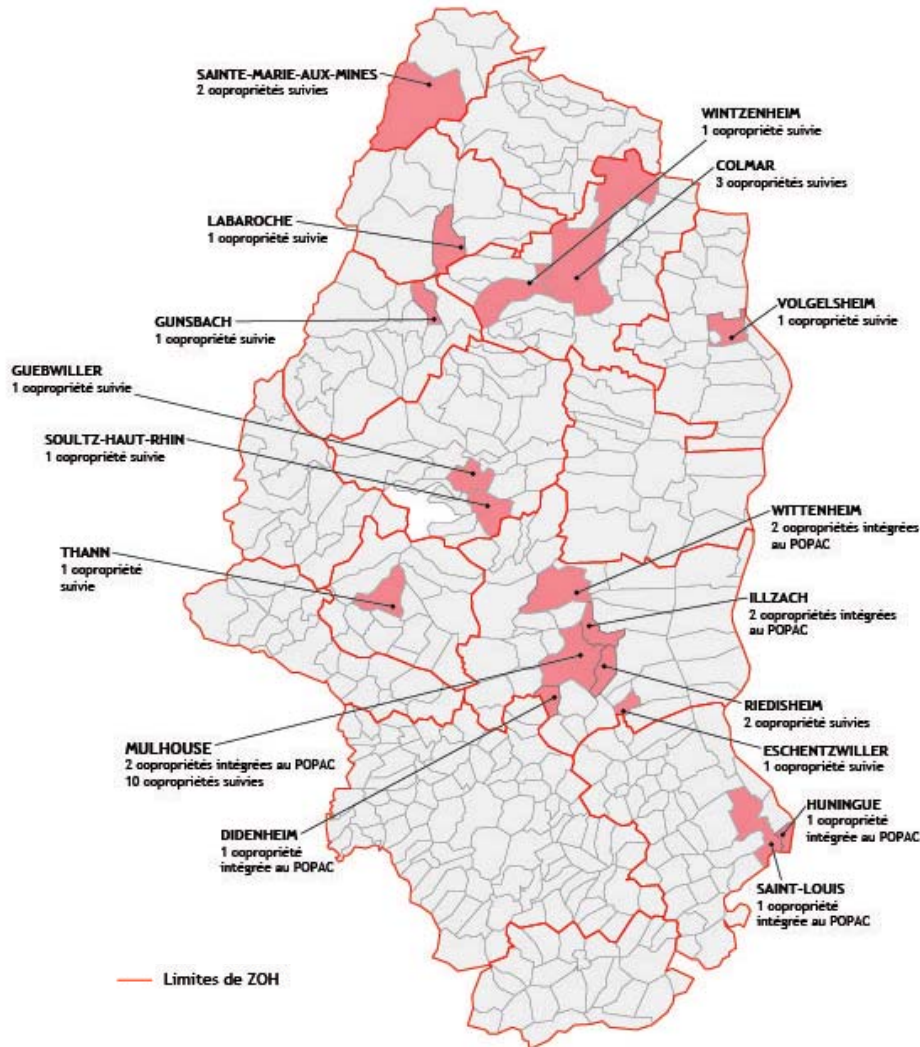 SAINTE-MARIE-AUX-MINES
2 copropriétés suivies
WINTZENHEIM
1 copropriété suivie
COLMAR
3 copropriétés suivies
LABAROCHE
1 copropriété suivie
GUNSBACH
1 copropriété suivie
VOLGELSHEIM
1 copropriété suivie
GUEBWILLER
1 copropriété suivie
SOULTZ-HAUT-RHIN
1 copropriété suivie
WITTENHEIM
2 copropriétés intégrées
au POPAC
THANN
1 copropriété
suivie
ILLZACH
2 copropriétés intégrées
au POPAC
RIEDISHEIM
2 copropriétés suivies
MULHOUSE
2 copropriétés intégrées au POPAC
10 copropriétés suivies
ESCHENTZWILLER
1 copropriété suivie
HUNINGUE
1 copropriété
intégrée au POPAC
DIDENHEIM
1 copropriété
intégrée au POPAC
SAINT-LOUIS
1 copropriété
intégrée au POPAC
Limites de ZOH